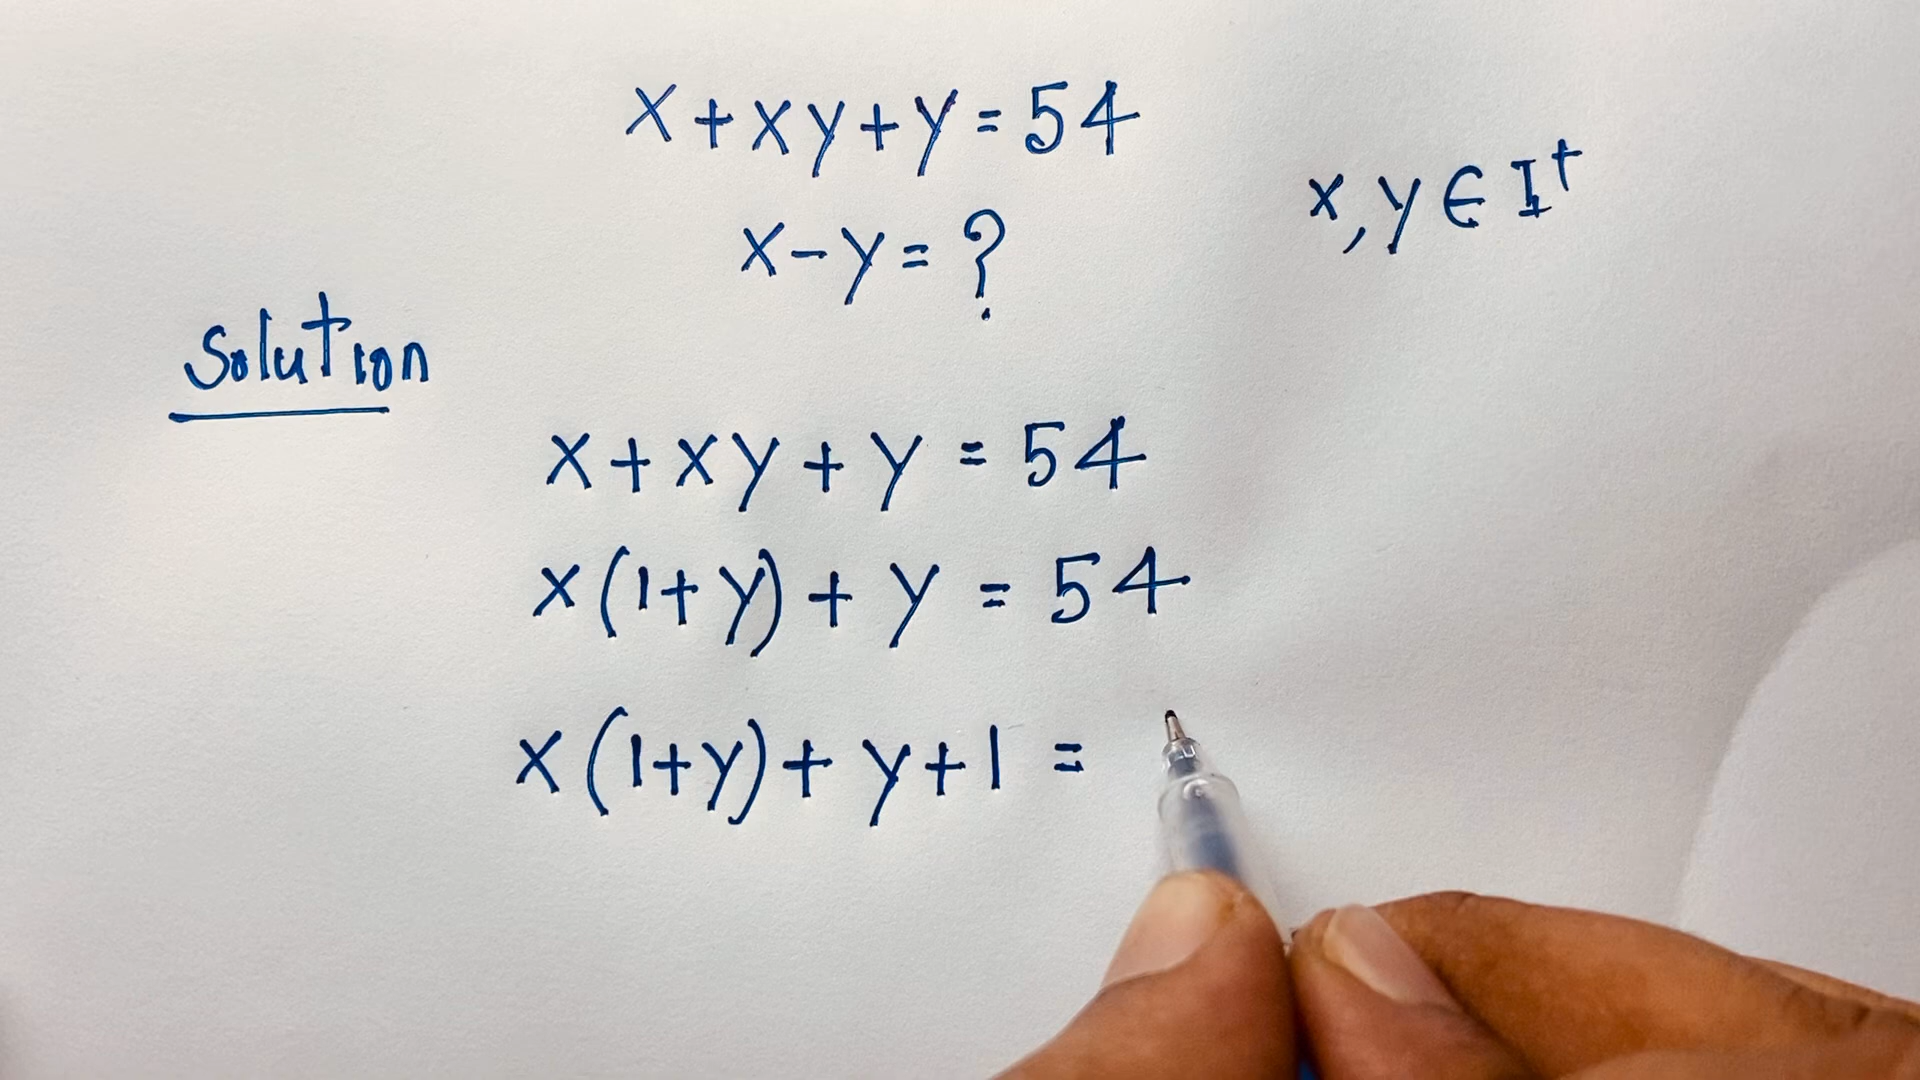 x+xy+y=54
x,y∈I⁺
x-y=?
Solution
x+xy+y=54
x(1+y)+y=54
x(1+y)+y+1=